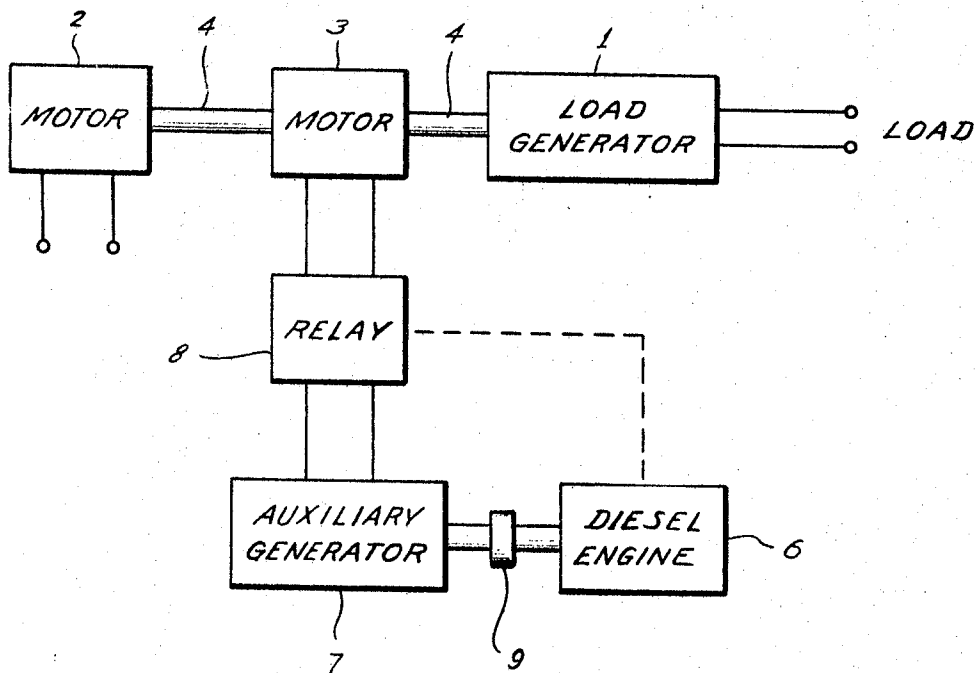 2
4
3
4
1
MOTOR
MOTOR
LOAD
GENERATOR
LOAD
RELAY
8
AUXILIARY
GENERATOR
DIESEL
ENGINE
6
7
9